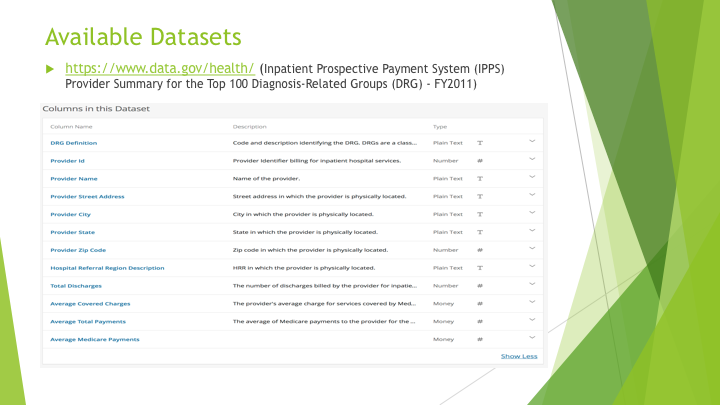 Available Datasets
https://www.data.gov/health/ (Inpatient Prospective Payment System (IPPS)
Provider Summary for the Top 100 Diagnosis-Related Groups (DRG) - FY2011)
Columns in this Dataset
Column Name Description Type
DRG Definition Code and description identifying the DRG. DRGs are a class... Plain Text T
Provider Id Provider Identifier billing for inpatient hospital services. Number #
Provider Name Name of the provider. Plain Text T
Provider Street Address Street address in which the provider is physically located. Plain Text T
Provider City City in which the provider is physically located. Plain Text T
Provider State State in which the provider is physically located. Plain Text T
Provider Zip Code Zip code in which the provider is physically located. Number #
Hospital Referral Region Description HRR in which the provider is physically located. Plain Text T
Total Discharges The number of discharges billed by the provider for inpatie... Number #
Average Covered Charges The provider's average charge for services covered by Med... Money #
Average Total Payments The average of Medicare payments to the provider for the ... Money #
Average Medicare Payments Money #
Show Less